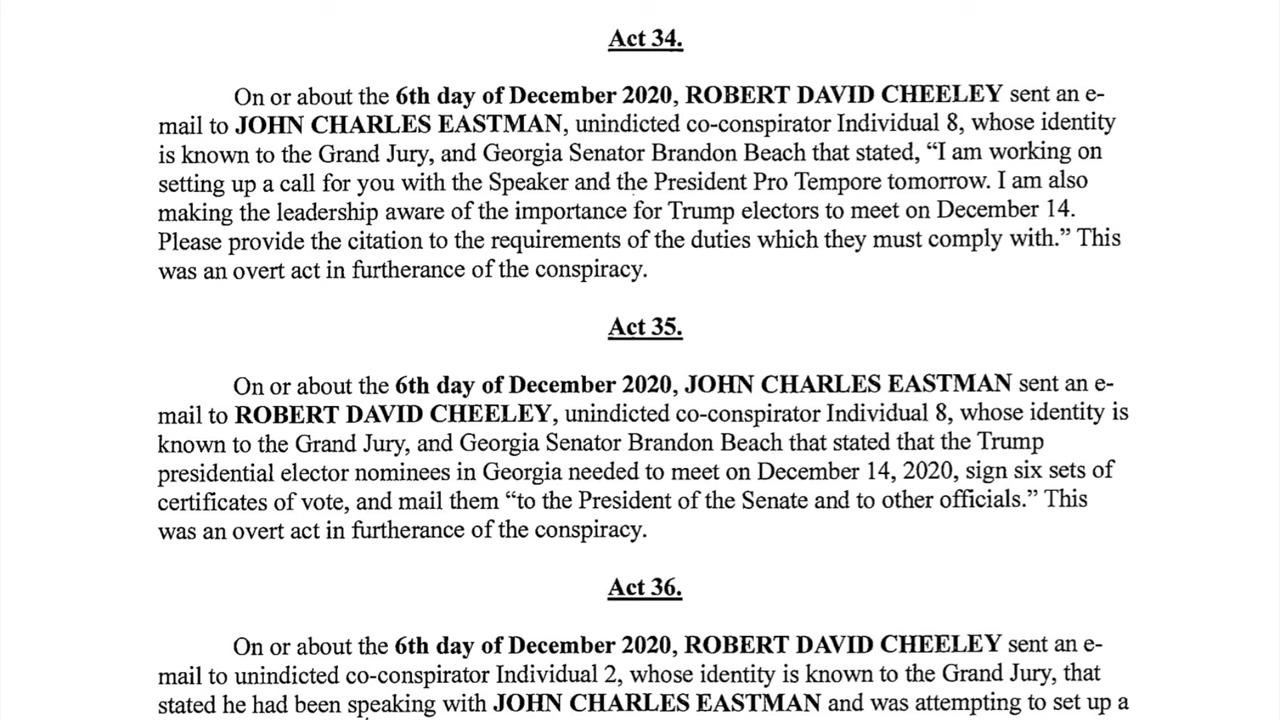 Act 34.
On or about the 6th day of December 2020, ROBERT DAVID CHEELEY sent an e-
mail to JOHN CHARLES EASTMAN, unindicted co-conspirator Individual 8, whose identity
is known to the Grand Jury, and Georgia Senator Brandon Beach that stated, “I am working on
setting up a call for you with the Speaker and the President Pro Tempore tomorrow. I am also
making the leadership aware of the importance for Trump electors to meet on December 14.
Please provide the citation to the requirements of the duties which they must comply with.” This
was an overt act in furtherance of the conspiracy.
Act 35.
On or about the 6th day of December 2020, JOHN CHARLES EASTMAN sent an e-
mail to ROBERT DAVID CHEELEY, unindicted co-conspirator Individual 8, whose identity is
known to the Grand Jury, and Georgia Senator Brandon Beach that stated that the Trump
presidential elector nominees in Georgia needed to meet on December 14, 2020, sign six sets of
certificates of vote, and mail them “to the President of the Senate and to other officials.” This
was an overt act in furtherance of the conspiracy.
Act 36.
On or about the 6th day of December 2020, ROBERT DAVID CHEELEY sent an e-
mail to unindicted co-conspirator Individual 2, whose identity is known to the Grand Jury, that
stated he had been speaking with JOHN CHARLES EASTMAN and was attempting to set up a